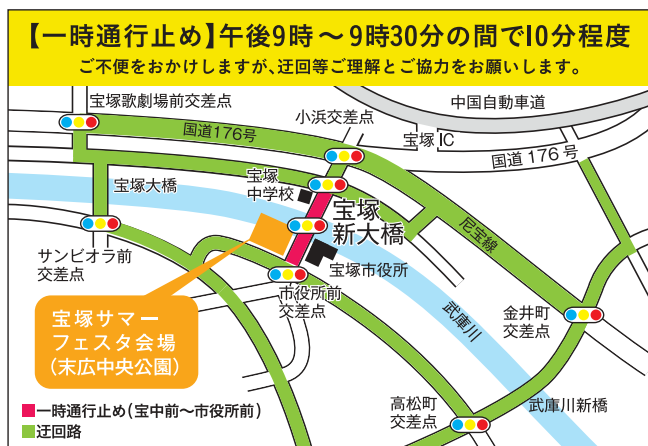 【一時通行止め】午後9時～9時30分の間で10分程度
ご不便をおかけしますが、迂回等ご理解とご協力をお願いします。
宝塚歌劇場前交差点
小浜交差点
中国自動車道
国道176号
宝塚IC
国道176号
宝塚大橋
宝塚
中学校
宝塚
新大橋
尼宝線
サンビオラ前
交差点
宝塚市役所
市役所前
交差点
武庫川
金井町
交差点
宝塚サマー
フェスタ会場
(末広中央公園)
高松町
交差点
武庫川新橋
一時通行止め(宝中前～市役所前)
迂回路